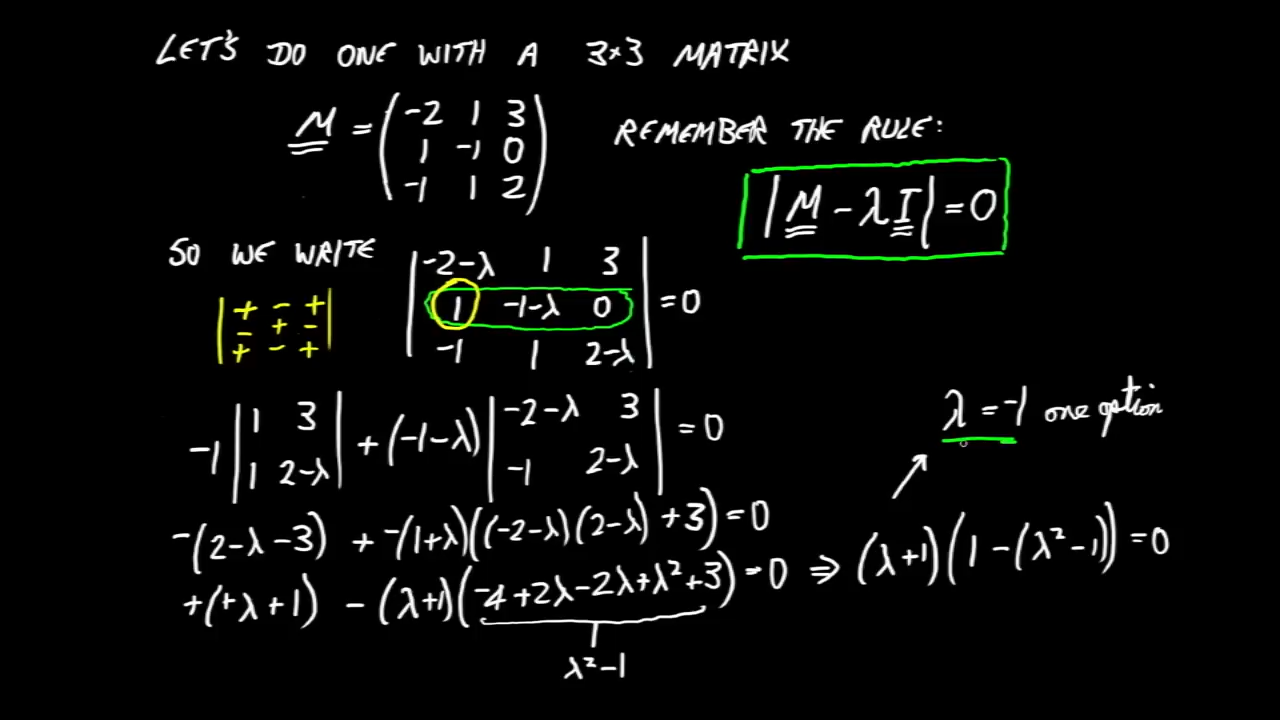 LET'S DO ONE WITH A 3×3 MATRIX
M = (-2 1 3
1 -1 0
-1 1 2)
REMEMBER THE RULE:
|M - λI| = 0
SO WE WRITE
|-2-λ 1 3|
|1 -1-λ 0| = 0
|-1 1 2-λ|
|+ - +|
|- + -|
|+ - +|
-1 |1 3| + (-1-λ) |-2-λ 3| = 0
|1 2-λ| |-1 2-λ|
λ = -1 one option
-(2-λ-3) + -(1+λ)((-2-λ)(2-λ)+3) = 0
+(+λ+1) - (λ+1)(-4+2λ-2λ+λ²+3) = 0 ⇒ (λ+1)(1-(λ²-1)) = 0
λ²-1